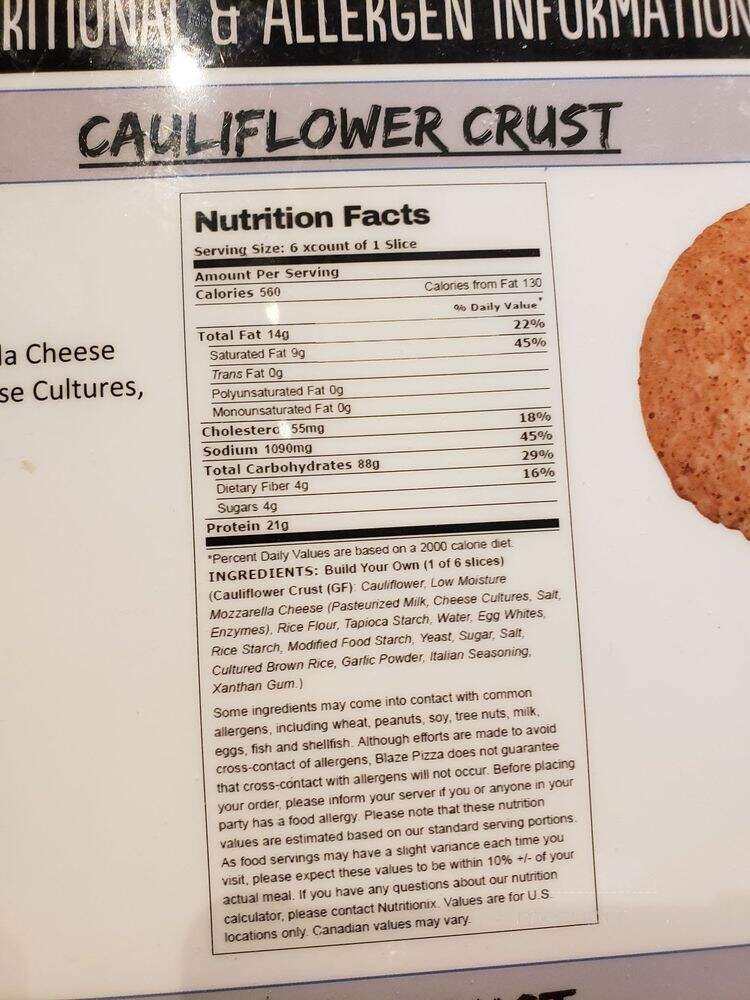 & ALLERGEN INFORMATION
CAULIFLOWER CRUST
Nutrition Facts
Serving Size: 6 xcount of 1 Slice
Amount Per Serving
Calories 560 Calories from Fat 130
% Daily Value*
Total Fat 14g 22%
Saturated Fat 9g 45%
Trans Fat 0g
Polyunsaturated Fat 0g
Monounsaturated Fat 0g
55mg 18%
Sodium 1090mg 45%
Total Carbohydrates 88g 29%
Dietary Fiber 4g 16%
Sugars 4g
Protein 21g
*Percent Daily Values are based on a 2000 calorie diet.
INGREDIENTS: Build Your Own (1 of 6 slices)
(Cauliflower Crust (GF): Cauliflower, Low Moisture
Mozzarella Cheese (Pasteurized Milk, Cheese Cultures, Salt,
Enzymes), Rice Flour, Tapioca Starch, Water, Egg Whites,
Rice Starch, Modified Food Starch, Yeast, Sugar, Salt,
Cultured Brown Rice, Garlic Powder, Italian Seasoning,
Xanthan Gum.)
Some ingredients may come into contact with common
allergens, including wheat, peanuts, soy, tree nuts, milk,
eggs, fish and shellfish. Although efforts are made to avoid
cross-contact of allergens, Blaze Pizza does not guarantee
that cross-contact with allergens will not occur. Before placing
your order, please inform your server if you or anyone in your
party has a food allergy. Please note that these nutrition
values are estimated based on our standard serving portions.
As food servings may have a slight variance each time you
visit, please expect these values to be within 10% +/- of your
actual meal. If you have any questions about our nutrition
calculator, please contact Nutritionix. Values are for U.S.
locations only. Canadian values may vary.
la Cheese
se Cultures,